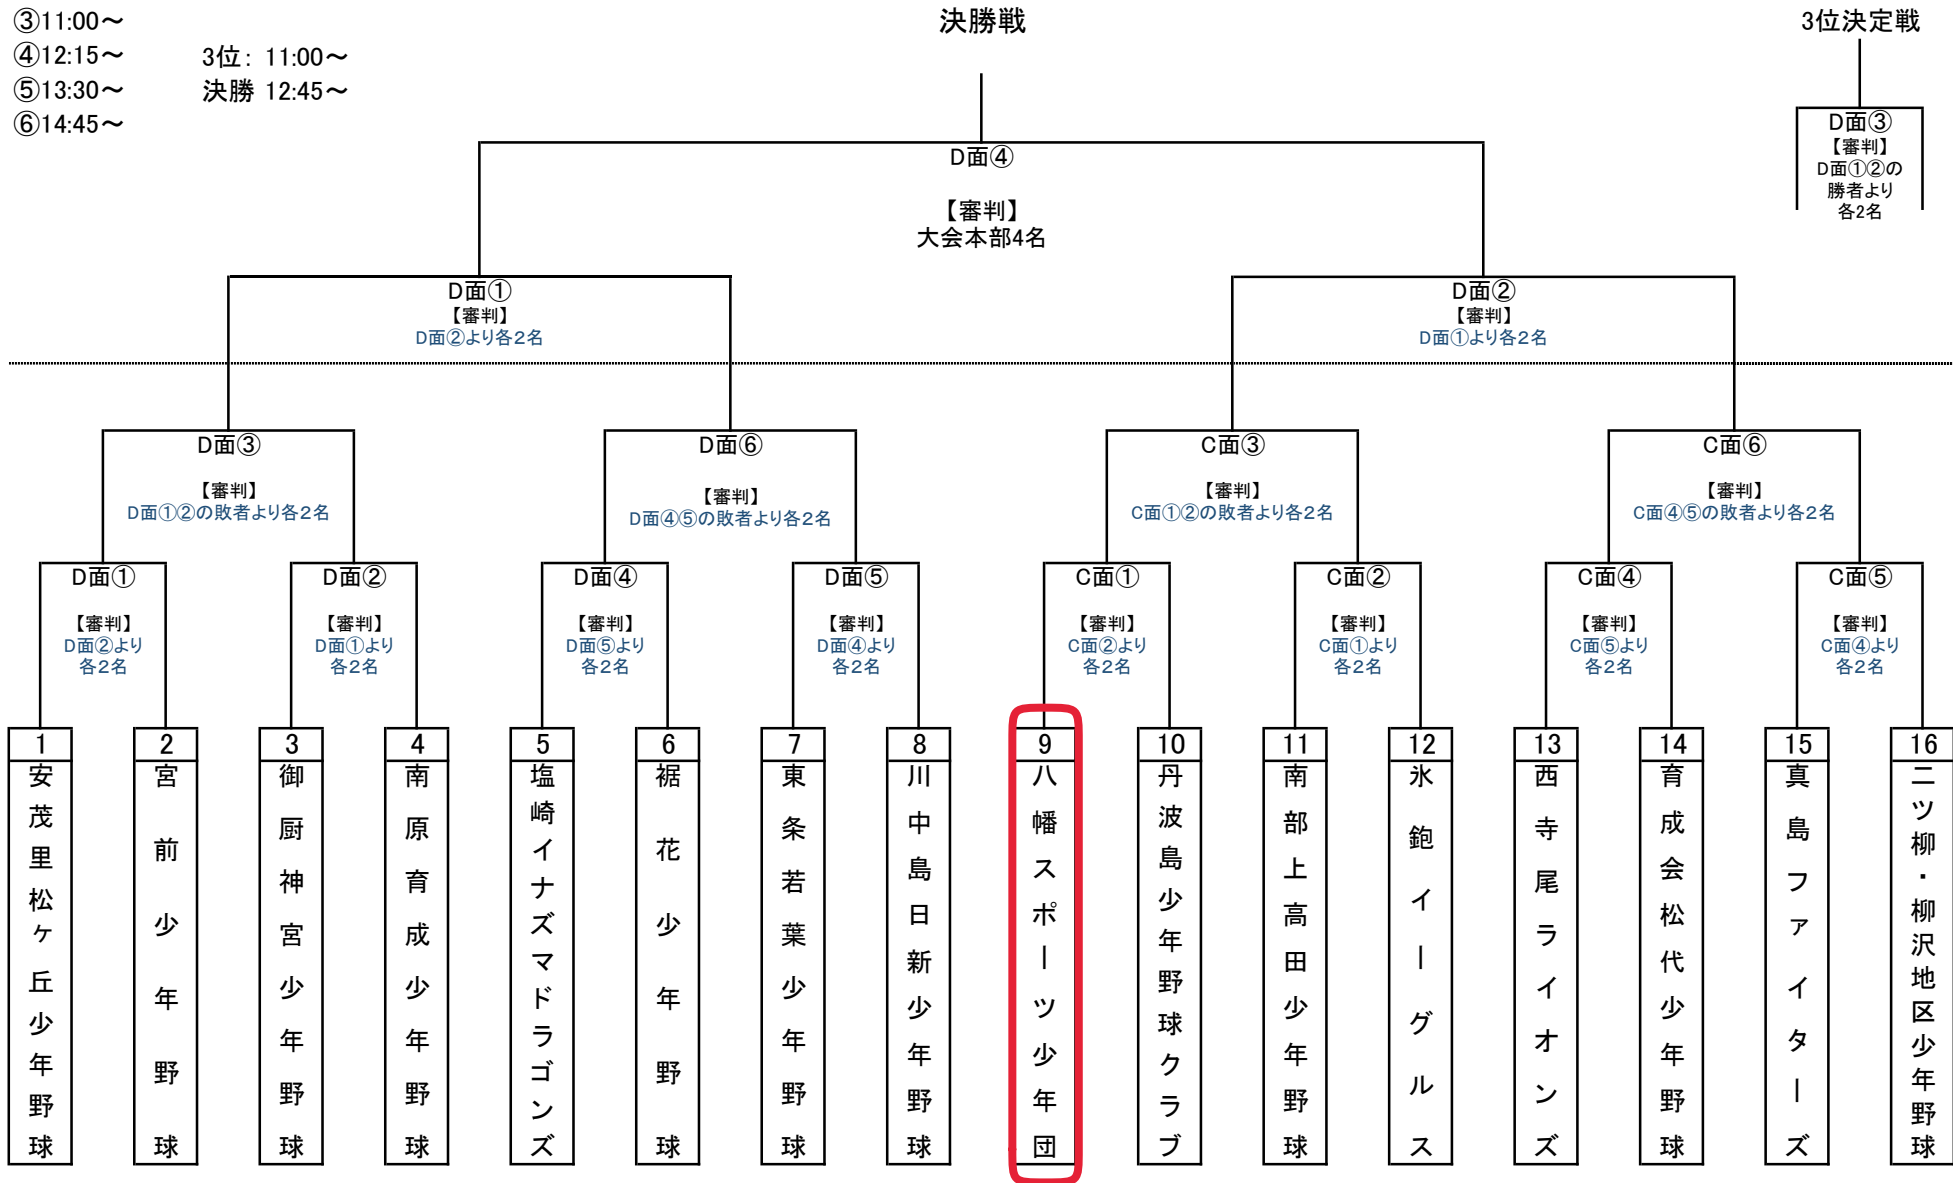 ③11:00～
④12:15～
⑤13:30～
⑥14:45～
3位: 11:00～
決勝 12:45～
決勝戦
3位決定戦
D面③
【審判】
D面①②の
勝者より
各2名
D面④
【審判】
大会本部4名
D面①
【審判】
D面②より各2名
D面②
【審判】
D面①より各2名
D面③
【審判】
D面①②の敗者より各2名
D面⑥
【審判】
D面④⑤の敗者より各2名
C面③
【審判】
C面①②の敗者より各2名
C面⑥
【審判】
C面④⑤の敗者より各2名
D面①
【審判】
D面②より
各2名
D面②
【審判】
D面①より
各2名
D面④
【審判】
D面⑤より
各2名
D面⑤
【審判】
D面④より
各2名
C面①
【審判】
C面②より
各2名
C面②
【審判】
C面①より
各2名
C面④
【審判】
C面⑤より
各2名
C面⑤
【審判】
C面④より
各2名
1
安茂里松ヶ丘少年野球
2
宮前少年野球
3
御厨神宮少年野球
4
南原育成少年野球
5
塩崎イナズマドラゴンズ
6
裾花少年野球
7
東条若葉少年野球
8
川中島日新少年野球
9
八幡スポーツ少年団
10
丹波島少年野球クラブ
11
南部上高田少年野球
12
氷鉋イーグルス
13
西寺尾ライオンズ
14
育成会松代少年野球
15
真島ファイターズ
16
二ツ柳・柳沢地区少年野球